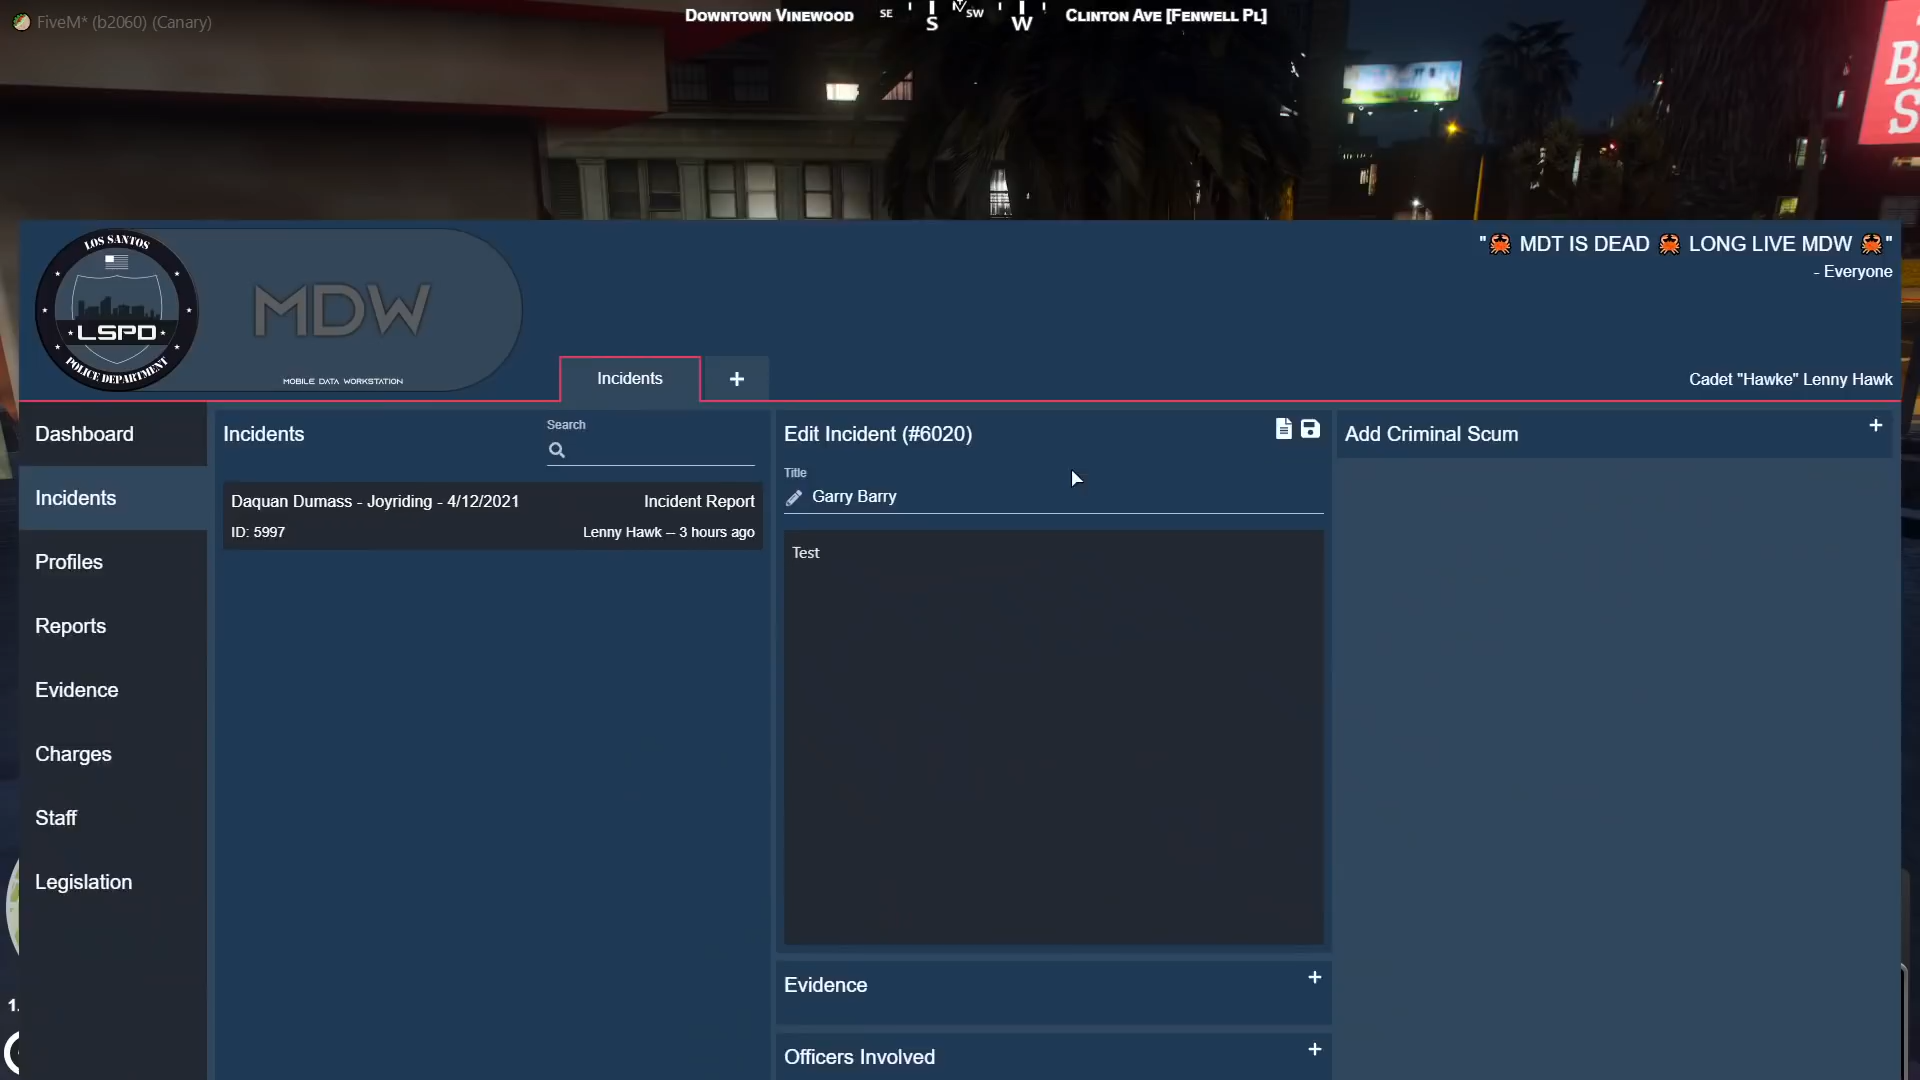 FiveM* (b2060) (Canary)
Downtown Vinewood SE S SW W Clinton Ave [Fenwell Pl]
LOS SANTOS
LSPD
POLICE DEPARTMENT
MDW
MOBILE DATA WORKSTATION
"🦀 MDT IS DEAD 🦀 LONG LIVE MDW 🦀"
- Everyone
Incidents +
Cadet "Hawke" Lenny Hawk
Dashboard
Incidents
Profiles
Reports
Evidence
Charges
Staff
Legislation
Incidents
Search
Daquan Dumass - Joyriding - 4/12/2021 Incident Report
ID: 5997 Lenny Hawk – 3 hours ago
Edit Incident (#6020)
Title
Garry Barry
Test
Evidence +
Officers Involved +
Add Criminal Scum +